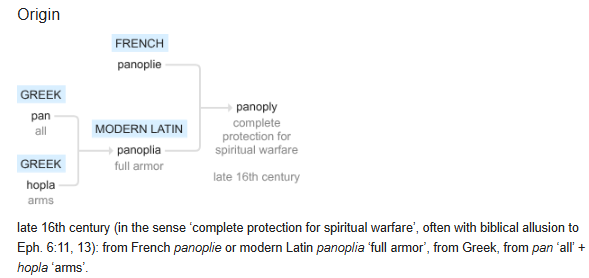 Origin
FRENCH
panoplie
GREEK
pan
all
MODERN LATIN
panoplia
full armor
GREEK
hopla
arms
panoply
complete
protection for
spiritual warfare
late 16th century
late 16th century (in the sense ‘complete protection for spiritual warfare’, often with biblical allusion to
Eph. 6:11, 13): from French panoplie or modern Latin panoplia ‘full armor’, from Greek, from pan ‘all’ +
hopla ‘arms’.